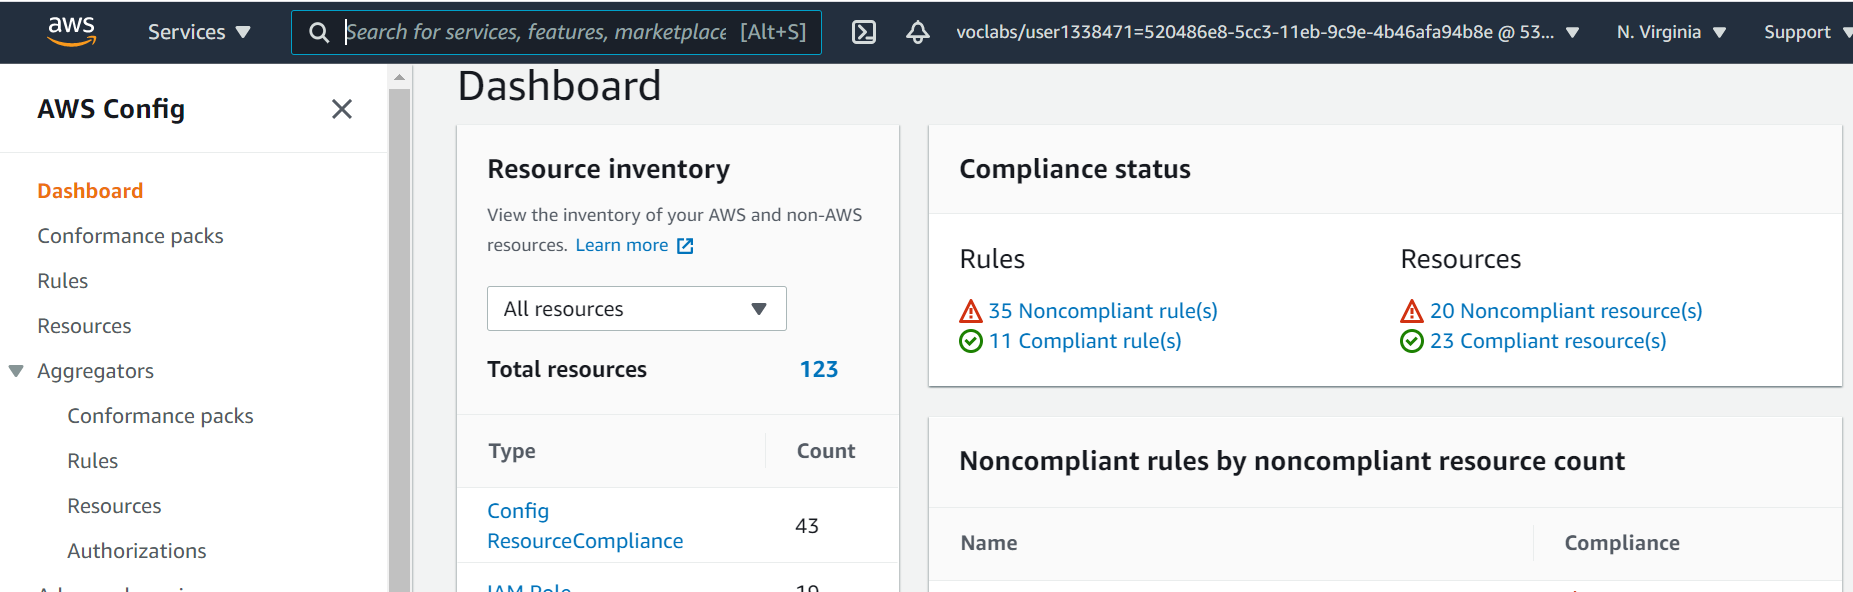 aws
Services
Search for services, features, marketplace [Alt+S]
voclabs/user1338471=520486e8-5cc3-11eb-9c9e-4b46afa94b8e @ 53...
N. Virginia
Support
AWS Config
Dashboard
Conformance packs
Rules
Resources
Aggregators
Conformance packs
Rules
Resources
Authorizations
Dashboard
Resource inventory
View the inventory of your AWS and non-AWS
resources. Learn more
All resources
Total resources 123
Type Count
Config
ResourceCompliance 43
IAM Role 19
Compliance status
Rules
35 Noncompliant rule(s)
11 Compliant rule(s)
Resources
20 Noncompliant resource(s)
23 Compliant resource(s)
Noncompliant rules by noncompliant resource count
Name Compliance